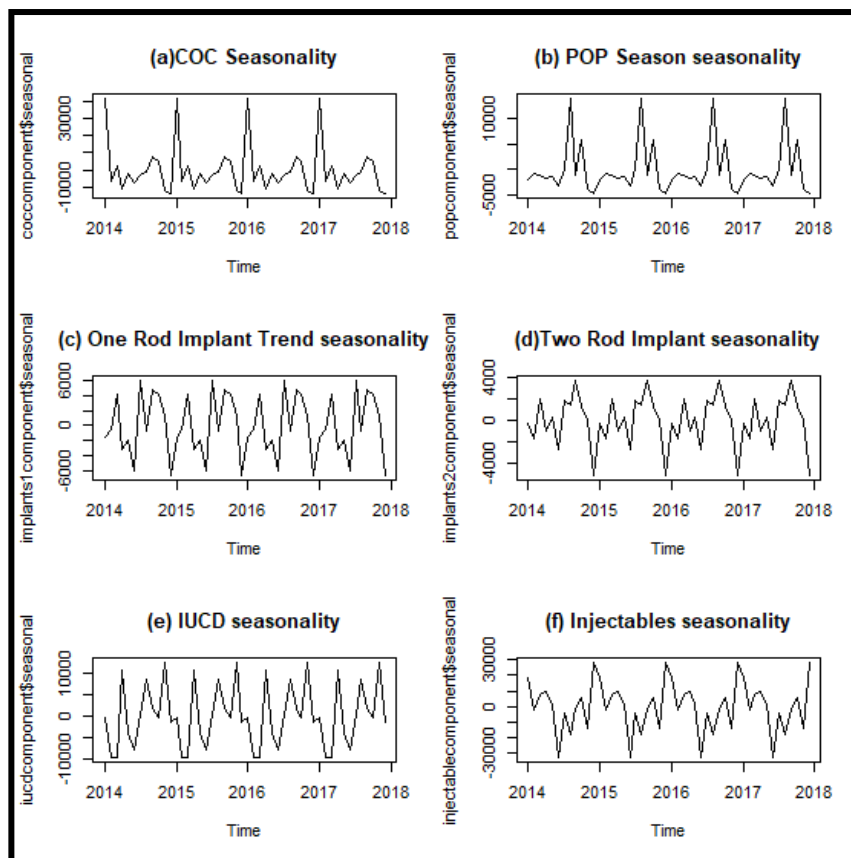 (a)COC Seasonality
coccomponent$seasonal
-10000 30000
2014 2015 2016 2017 2018
Time
(b) POP Season seasonality
popcomponent$seasonal
-5000 10000
2014 2015 2016 2017 2018
Time
(c) One Rod Implant Trend seasonality
implants1component$seasonal
-6000 0 6000
2014 2015 2016 2017 2018
Time
(d)Two Rod Implant seasonality
implants2component$seasonal
-4000 0 4000
2014 2015 2016 2017 2018
Time
(e) IUCD seasonality
iucdcomponent$seasonal
-10000 0 10000
2014 2015 2016 2017 2018
Time
(f) Injectables seasonality
injectablecomponent$seasonal
-30000 0 30000
2014 2015 2016 2017 2018
Time